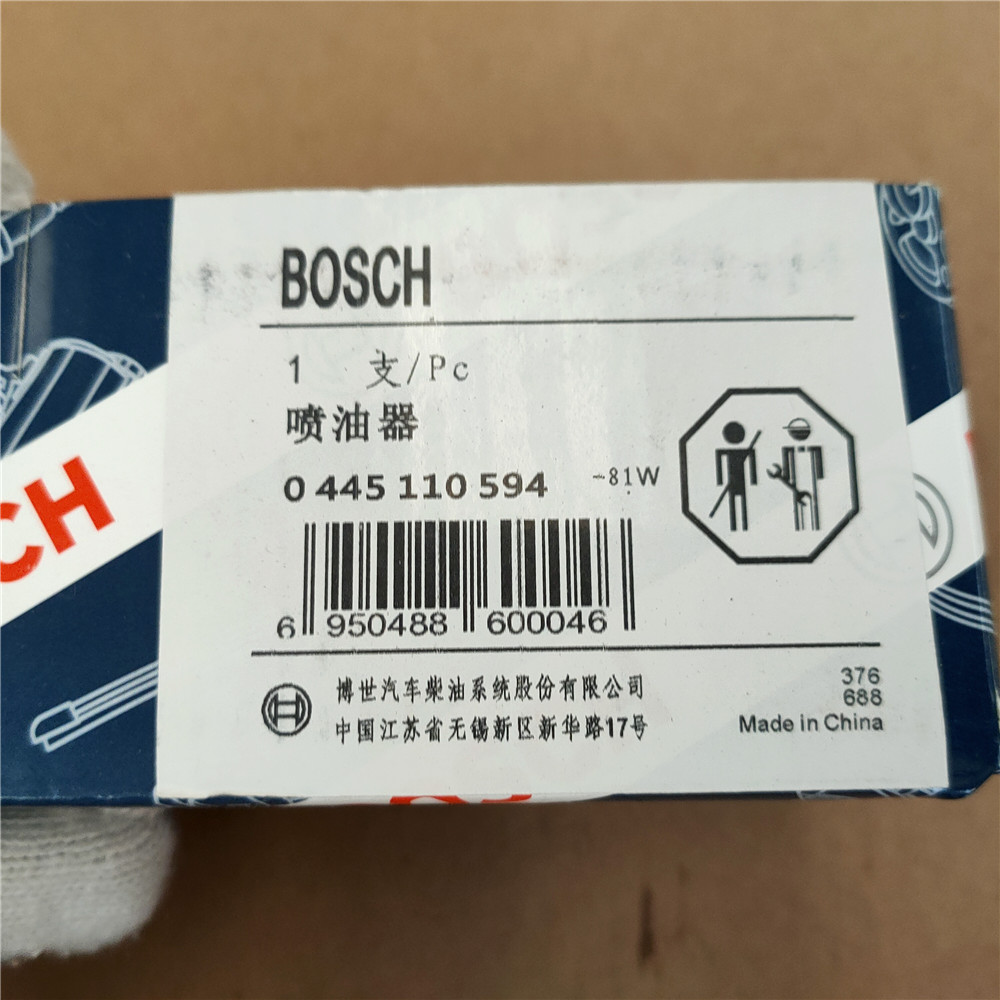 BOSCH
1 支/Pc
喷油器
0 445 110 594 -81W
6 950488 600046
CH
博世汽车柴油系统股份有限公司
中国江苏省无锡新区新华路17号
376
688
Made in China